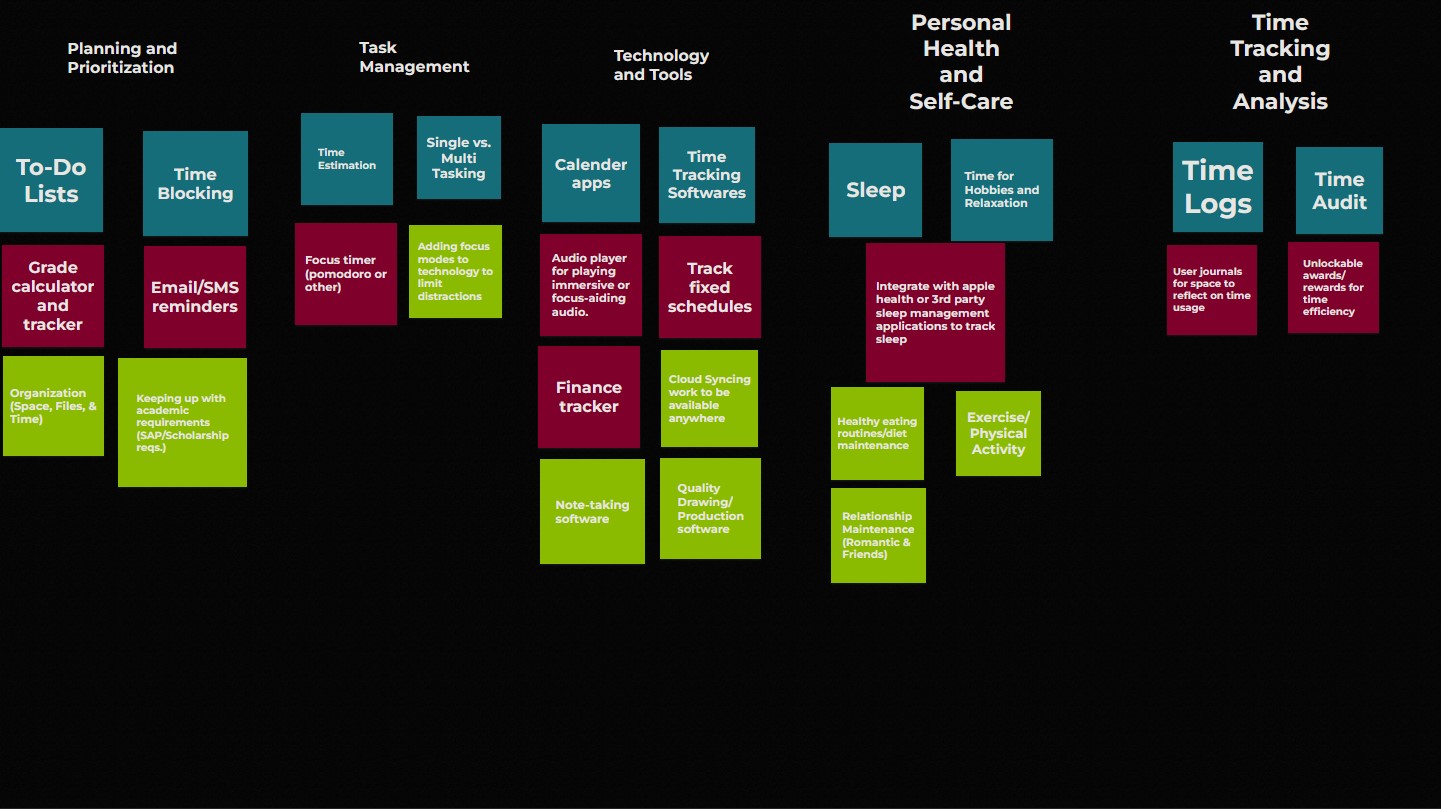 Planning and
Prioritization
To-Do
Lists
Time
Blocking
Grade
calculator
and
tracker
Email/SMS
reminders
Organization
(Space, Files, &
Time)
Keeping up with
academic
requirements
(SAP/Scholarship
reqs.)
Task
Management
Time
Estimation
Single vs.
Multi
Tasking
Focus timer
(pomodoro or
other)
Adding focus
modes to
technology to
limit
distractions
Technology
and Tools
Calender
apps
Time
Tracking
Softwares
Audio player
for playing
immersive or
focus-aiding
audio.
Track
fixed
schedules
Finance
tracker
Cloud Syncing
work to be
available
anywhere
Note-taking
software
Quality
Drawing/
Production
software
Personal
Health
and
Self-Care
Sleep
Time for
Hobbies and
Relaxation
Integrate with apple
health or 3rd party
sleep management
applications to track
sleep
Healthy eating
routines/diet
maintenance
Exercise/
Physical
Activity
Relationship
Maintenance
(Romantic &
Friends)
Time
Tracking
and
Analysis
Time
Logs
Time
Audit
User journals
for space to
reflect on time
usage
Unlockable
awards/
rewards for
time
efficiency